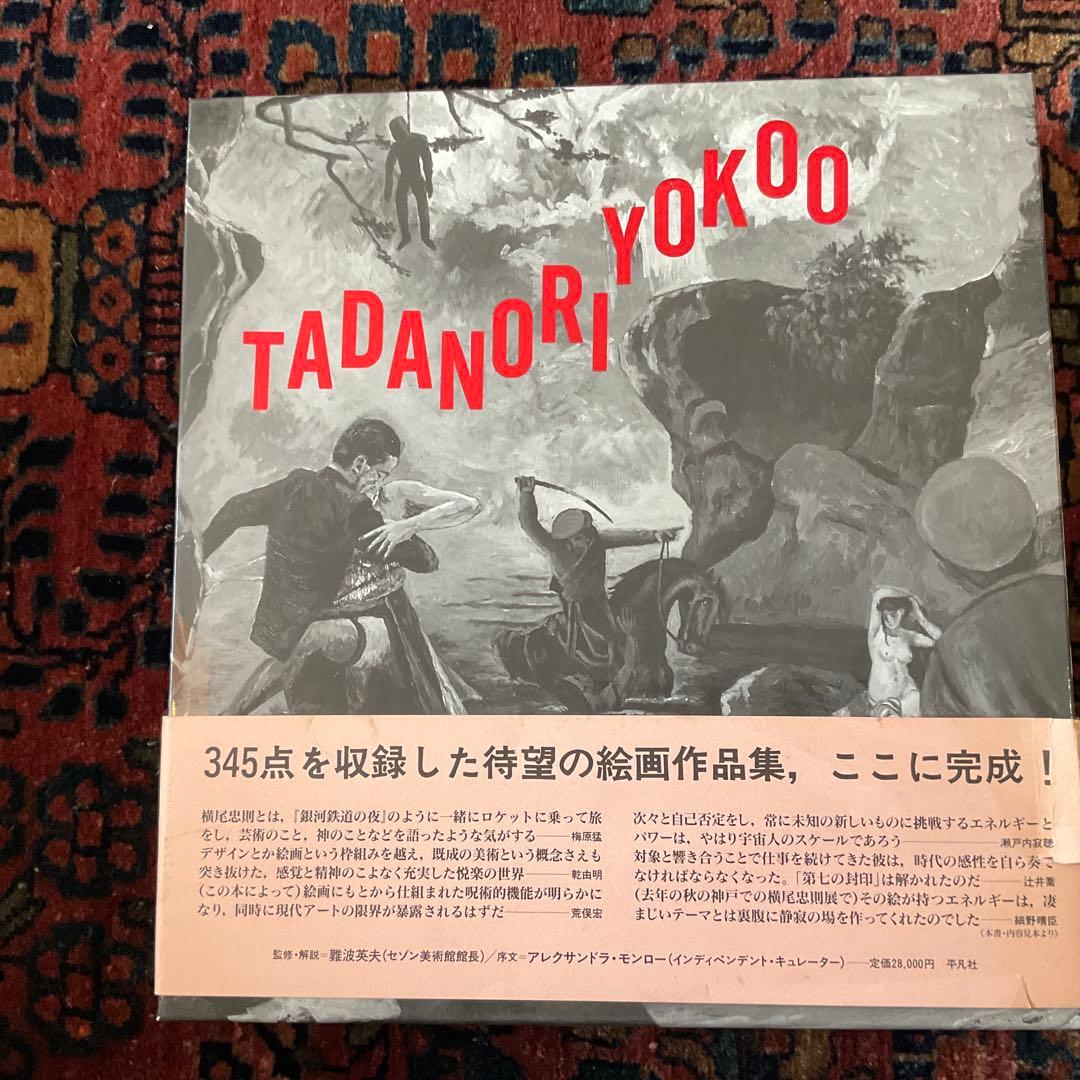 TADANORI YOKOO
345点を収録した待望の絵画作品集，ここに完成！
横尾忠則とは，『銀河鉄道の夜』のように一緒にロケットに乗って旅
をし，芸術のこと，神のことなどを語ったような気がする——梅原猛
デザインとか絵画という枠組みを越え，既成の美術という概念さえも
突き抜けた，感覚と精神のこよなく充実した悦楽の世界——乾由明
(この本によって)絵画にもとから仕組まれた呪術的機能が明らかに
なり，同時に現代アートの限界が暴露されるはずだ——荒俣宏
次々と自己否定をし，常に未知の新しいものに挑戦するエネルギーと
パワーは，やはり宇宙人のスケールであろう——瀬戸内寂聴
対象と響き合うことで仕事を続けてきた彼は，時代の感性を自ら奏で
なければならなくなった。「第七の封印」は解かれたのだ——辻井喬
(去年の秋の神戸での横尾忠則展で)その絵が持つエネルギーは，凄
まじいテーマとは裏腹に静寂の場を作ってくれたのでした——細野晴臣
《本書・内容見本より》
監修・解説＝難波英夫(セゾン美術館館長)／序文＝アレクサンドラ・モンロー(インディペンデント・キュレーター)——定価28,000円 平凡社